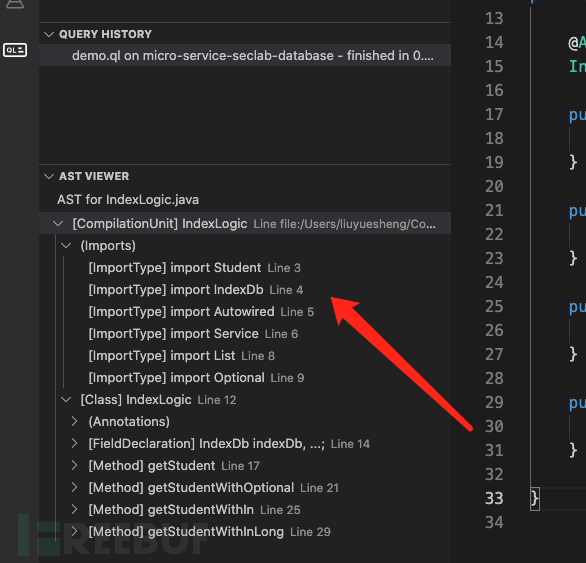 QUERY HISTORY
demo.ql on micro-service-seclab-database - finished in 0....
AST VIEWER
AST for IndexLogic.java
[CompilationUnit] IndexLogic Line file:/Users/liuyuesheng/Co...
(Imports)
[ImportType] import Student Line 3
[ImportType] import IndexDb Line 4
[ImportType] import Autowired Line 5
[ImportType] import Service Line 6
[ImportType] import List Line 8
[ImportType] import Optional Line 9
[Class] IndexLogic Line 12
(Annotations)
[FieldDeclaration] IndexDb indexDb, ...; Line 14
[Method] getStudent Line 17
[Method] getStudentWithOptional Line 21
[Method] getStudentWithIn Line 25
[Method] getStudentWithInLong Line 29
QL
13
14 @A
15 In
16
17 pu
18
19 }
20
21 pu
22
23 }
24
25 pu
26
27 }
28
29 pu
30
31 }
32
33 }
34
FREEBUF